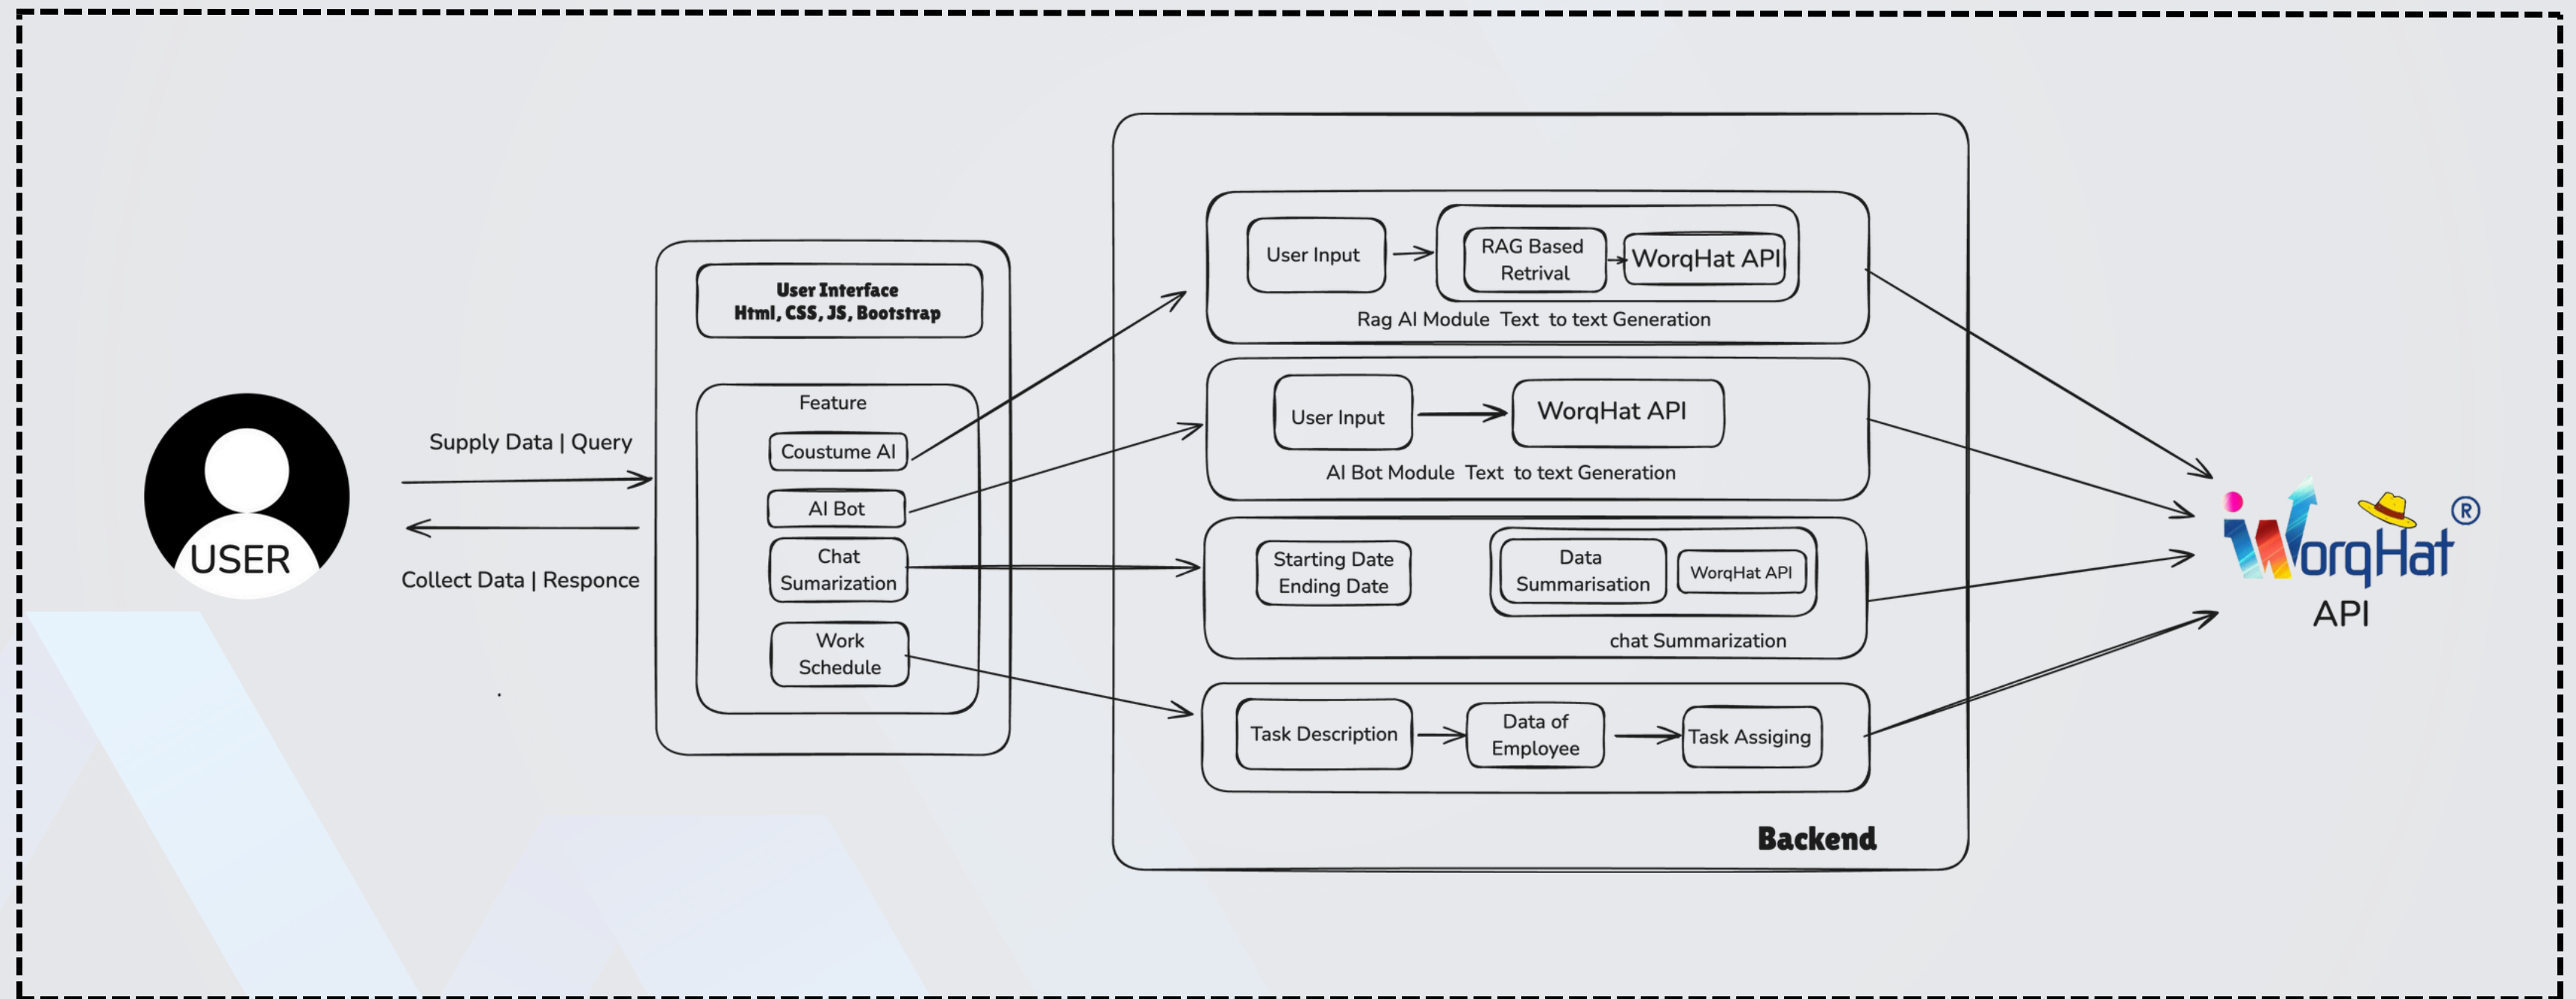 USER
Supply Data | Query
Collect Data | Responce
User Interface
Html, CSS, JS, Bootstrap
Feature
Coustume AI
AI Bot
Chat
Sumarization
Work
Schedule
User Input
RAG Based
Retrival
WorqHat API
Rag AI Module Text to text Generation
User Input
WorqHat API
AI Bot Module Text to text Generation
Starting Date
Ending Date
Data
Summarisation
WorqHat API
chat Summarization
Task Description
Data of
Employee
Task Assiging
Backend
WorqHat ®
API